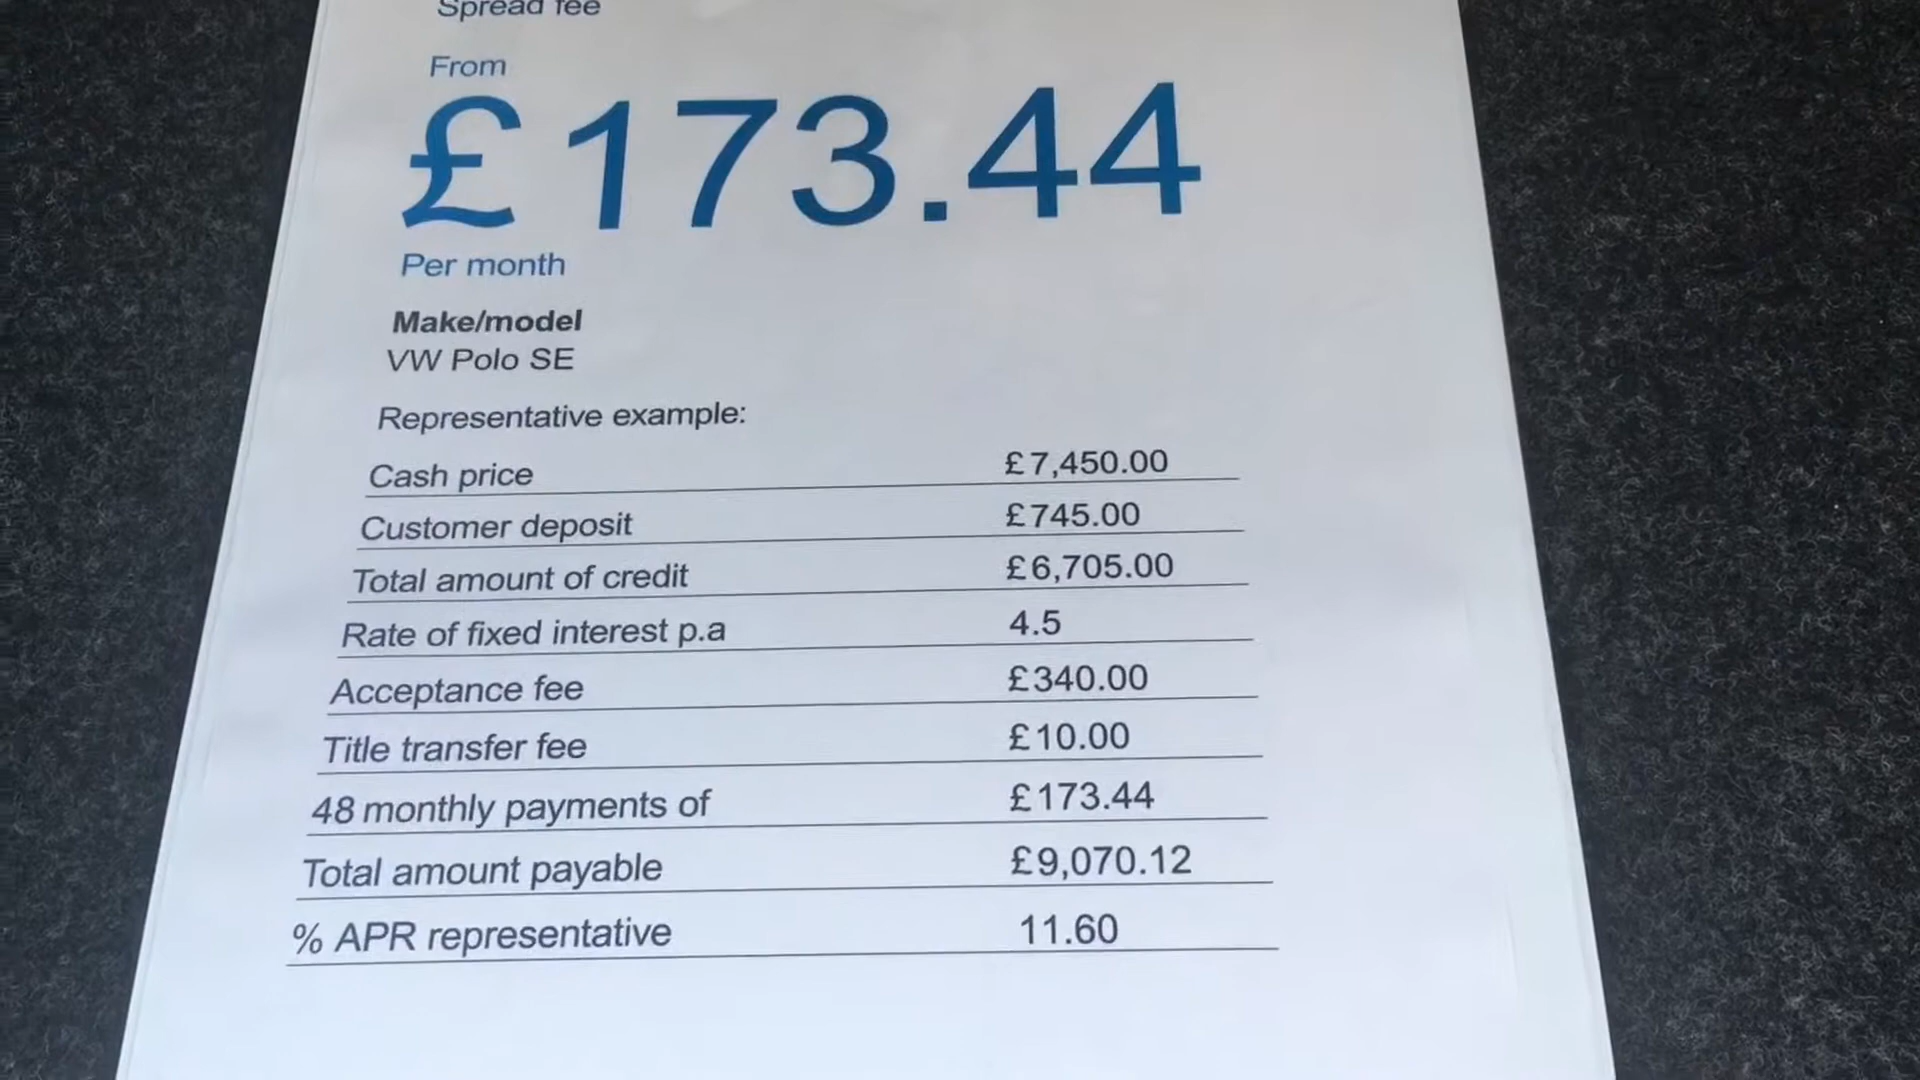 Spread fee
From
£173.44
Per month
Make/model
VW Polo SE
Representative example:
Cash price £7,450.00
Customer deposit £745.00
Total amount of credit £6,705.00
Rate of fixed interest p.a 4.5
Acceptance fee £340.00
Title transfer fee £10.00
48 monthly payments of £173.44
Total amount payable £9,070.12
% APR representative 11.60